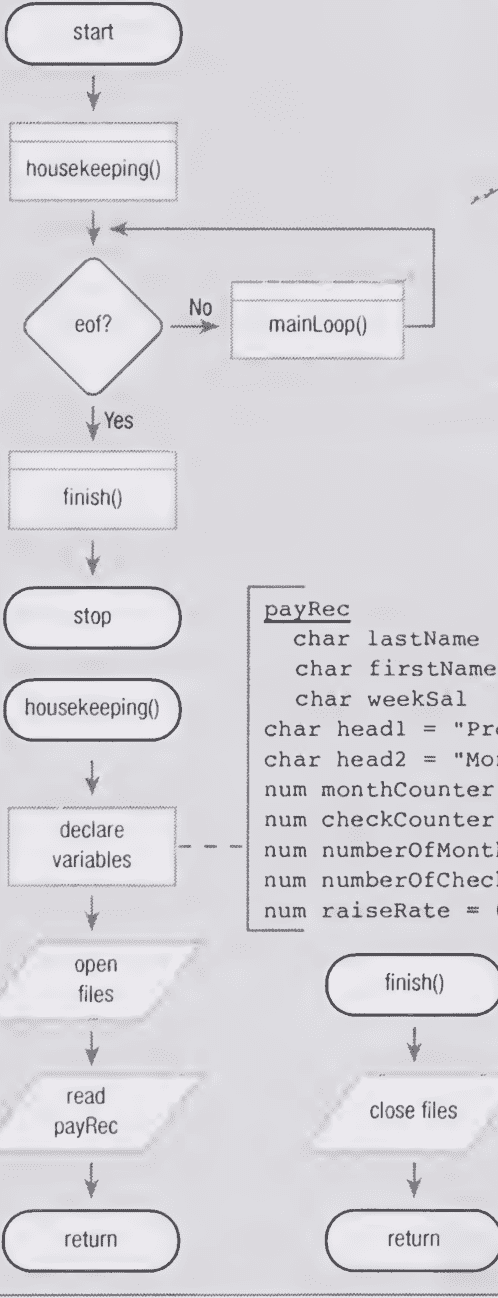 start
housekeeping()
eof?
No
mainLoop()
Yes
finish()
stop
housekeeping()
declare
variables
payRec
char lastName
char firstName
char weekSal
char head1 = "Pr
char head2 = "Mo
num monthCounter
num checkCounter
num numberOfMont
num numberOfChec
num raiseRate =
open
files
read
payRec
return
finish()
close files
return